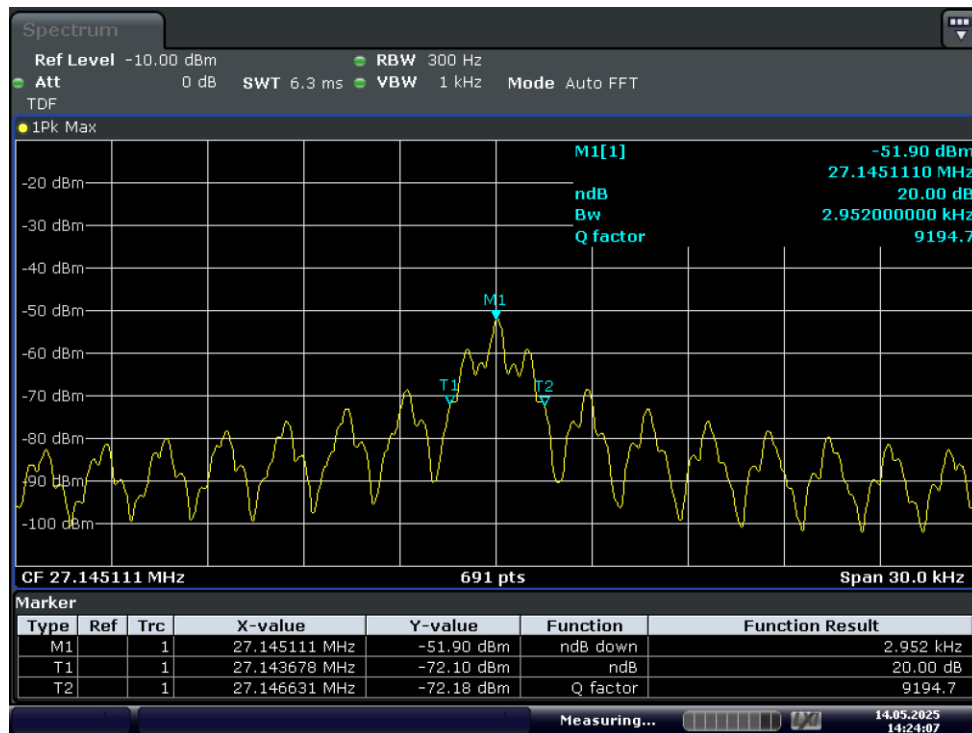 Spectrum
Ref Level -10.00 dBm RBW 300 Hz
Att 0 dB SWT 6.3 ms VBW 1 kHz Mode Auto FFT
TDF
1Pk Max
M1[1] -51.90 dBm
27.1451110 MHz
-20 dBm
ndB 20.00 dB
Bw 2.952000000 kHz
-30 dBm
Q factor 9194.7
-40 dBm
M1
-50 dBm
-60 dBm
T1 T2
-70 dBm
-80 dBm
-90 dBm
-100 dBm
CF 27.145111 MHz 691 pts Span 30.0 kHz
Marker
Type Ref Trc X-value Y-value Function Function Result
M1 1 27.145111 MHz -51.90 dBm ndB down 2.952 kHz
T1 1 27.143678 MHz -72.10 dBm ndB 20.00 dB
T2 1 27.146631 MHz -72.18 dBm Q factor 9194.7
Measuring... 14.05.2025
14:24:07